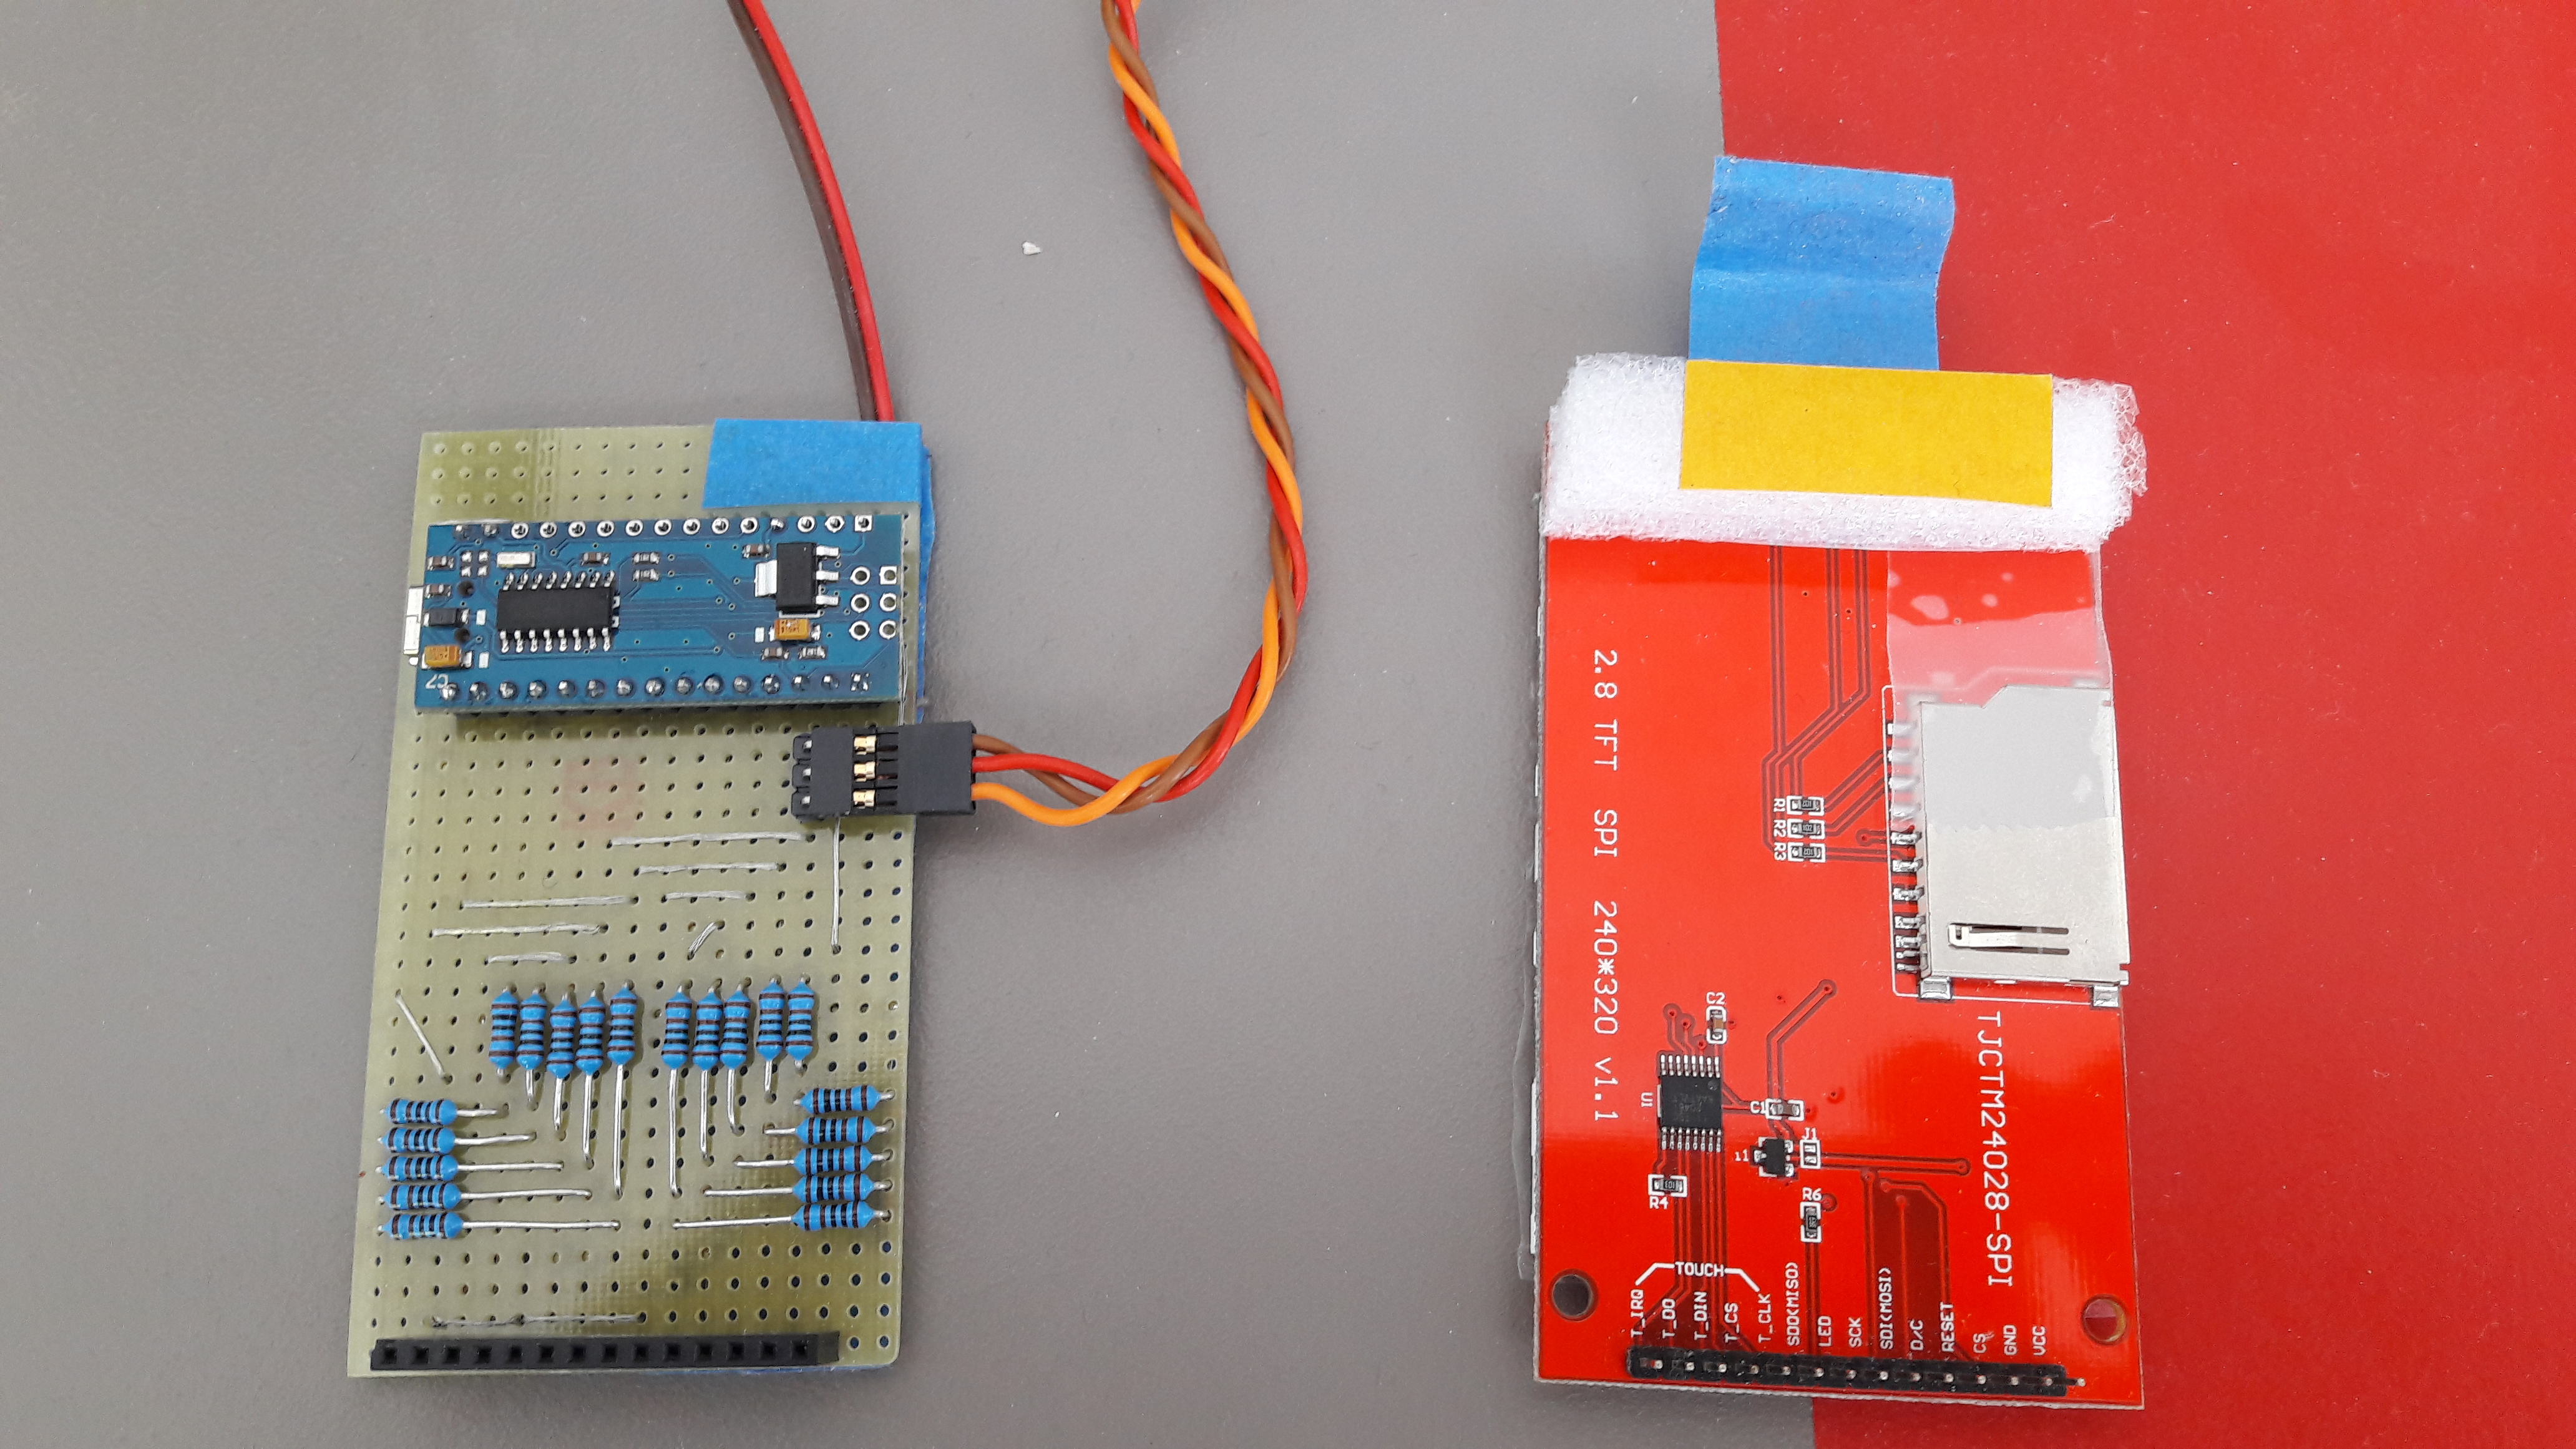 C7
2.8 TFT SPI 240*320 v1.1
T_IRQ
T_DO
T_DIN
T_CS
T_CLK
TOUCH
SDO(MISO)
LED
SCK
SDI(MOSI)
D/C
RESET
CS
GND
VCC
R4
U1
C2
C1
J1
R6
R3
R2
R1
TJCTM24028-SPI